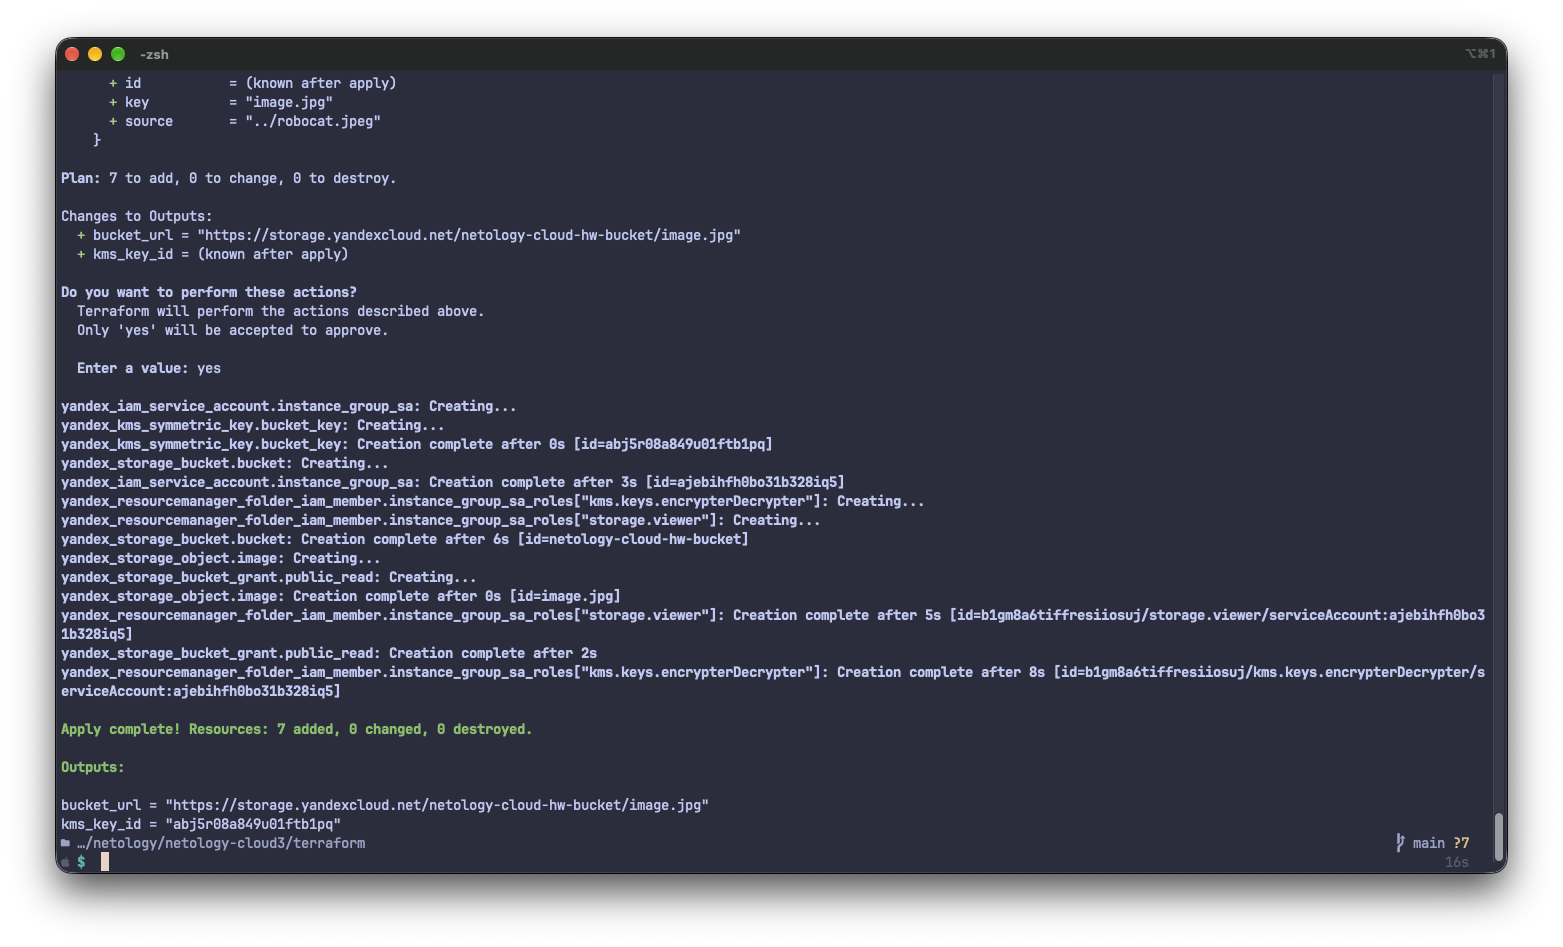 -zsh
⌥⌘1
+ id = (known after apply)
+ key = "image.jpg"
+ source = "../robocat.jpeg"
}
Plan: 7 to add, 0 to change, 0 to destroy.
Changes to Outputs:
+ bucket_url = "https://storage.yandexcloud.net/netology-cloud-hw-bucket/image.jpg"
+ kms_key_id = (known after apply)
Do you want to perform these actions?
Terraform will perform the actions described above.
Only 'yes' will be accepted to approve.
Enter a value: yes
yandex_iam_service_account.instance_group_sa: Creating...
yandex_kms_symmetric_key.bucket_key: Creating...
yandex_kms_symmetric_key.bucket_key: Creation complete after 0s [id=abj5r08a849u01ftb1pq]
yandex_storage_bucket.bucket: Creating...
yandex_iam_service_account.instance_group_sa: Creation complete after 3s [id=ajebihfh0bo31b328iq5]
yandex_resourcemanager_folder_iam_member.instance_group_sa_roles["kms.keys.encrypterDecrypter"]: Creating...
yandex_resourcemanager_folder_iam_member.instance_group_sa_roles["storage.viewer"]: Creating...
yandex_storage_bucket.bucket: Creation complete after 6s [id=netology-cloud-hw-bucket]
yandex_storage_object.image: Creating...
yandex_storage_bucket_grant.public_read: Creating...
yandex_storage_object.image: Creation complete after 0s [id=image.jpg]
yandex_resourcemanager_folder_iam_member.instance_group_sa_roles["storage.viewer"]: Creation complete after 5s [id=b1gm8a6tiffresiiosuj/storage.viewer/serviceAccount:ajebihfh0bo3
1b328iq5]
yandex_storage_bucket_grant.public_read: Creation complete after 2s
yandex_resourcemanager_folder_iam_member.instance_group_sa_roles["kms.keys.encrypterDecrypter"]: Creation complete after 8s [id=b1gm8a6tiffresiiosuj/kms.keys.encrypterDecrypter/s
erviceAccount:ajebihfh0bo31b328iq5]
Apply complete! Resources: 7 added, 0 changed, 0 destroyed.
Outputs:
bucket_url = "https://storage.yandexcloud.net/netology-cloud-hw-bucket/image.jpg"
kms_key_id = "abj5r08a849u01ftb1pq"
…/netology/netology-cloud3/terraform
main ?7
$
16s